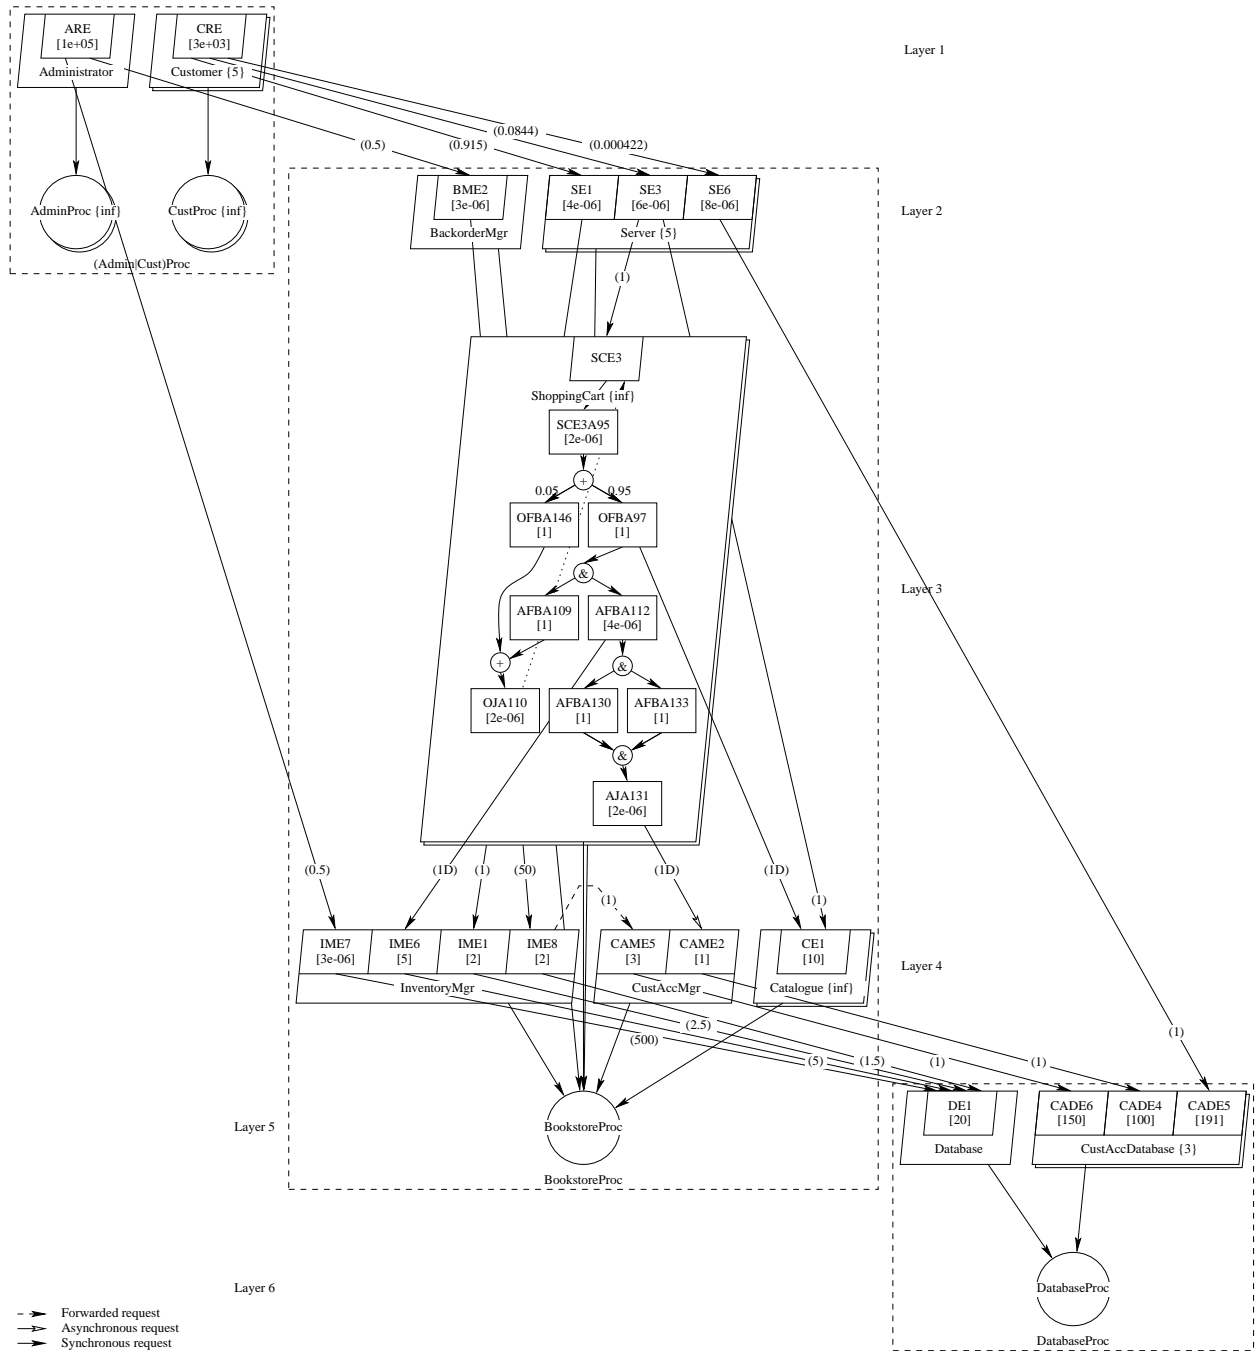 ARE
[1e+05]
Administrator
CRE
[3e+03]
Customer {5}
Layer 1
(0.5)
(0.915)
(0.0844)
(0.000422)
AdminProc {inf}
CustProc {inf}
(Admin|Cust)Proc
BME2
[3e-06]
BackorderMgr
SE1
[4e-06]
SE3
[6e-06]
SE6
[8e-06]
Server {5}
Layer 2
(1)
SCE3
ShoppingCart {inf}
SCE3A95
[2e-06]
+
0.05
0.95
OFBA146
[1]
OFBA97
[1]
&
Layer 3
AFBA109
[1]
AFBA112
[4e-06]
+
&
OJA110
[2e-06]
AFBA130
[1]
AFBA133
[1]
&
AJA131
[2e-06]
(0.5)
(1D)
(1)
(50)
(1D)
(1D)
(1)
(1)
IME7
[3e-06]
IME6
[5]
IME1
[2]
IME8
[2]
InventoryMgr
CAME5
[3]
CAME2
[1]
CustAccMgr
CE1
[10]
Catalogue {inf}
Layer 4
(500)
(2.5)
(5)
(1.5)
(1)
(1)
(1)
BookstoreProc
BookstoreProc
Layer 5
DE1
[20]
Database
CADE6
[150]
CADE4
[100]
CADE5
[191]
CustAccDatabase {3}
DatabaseProc
DatabaseProc
Layer 6
Forwarded request
Asynchronous request
Synchronous request